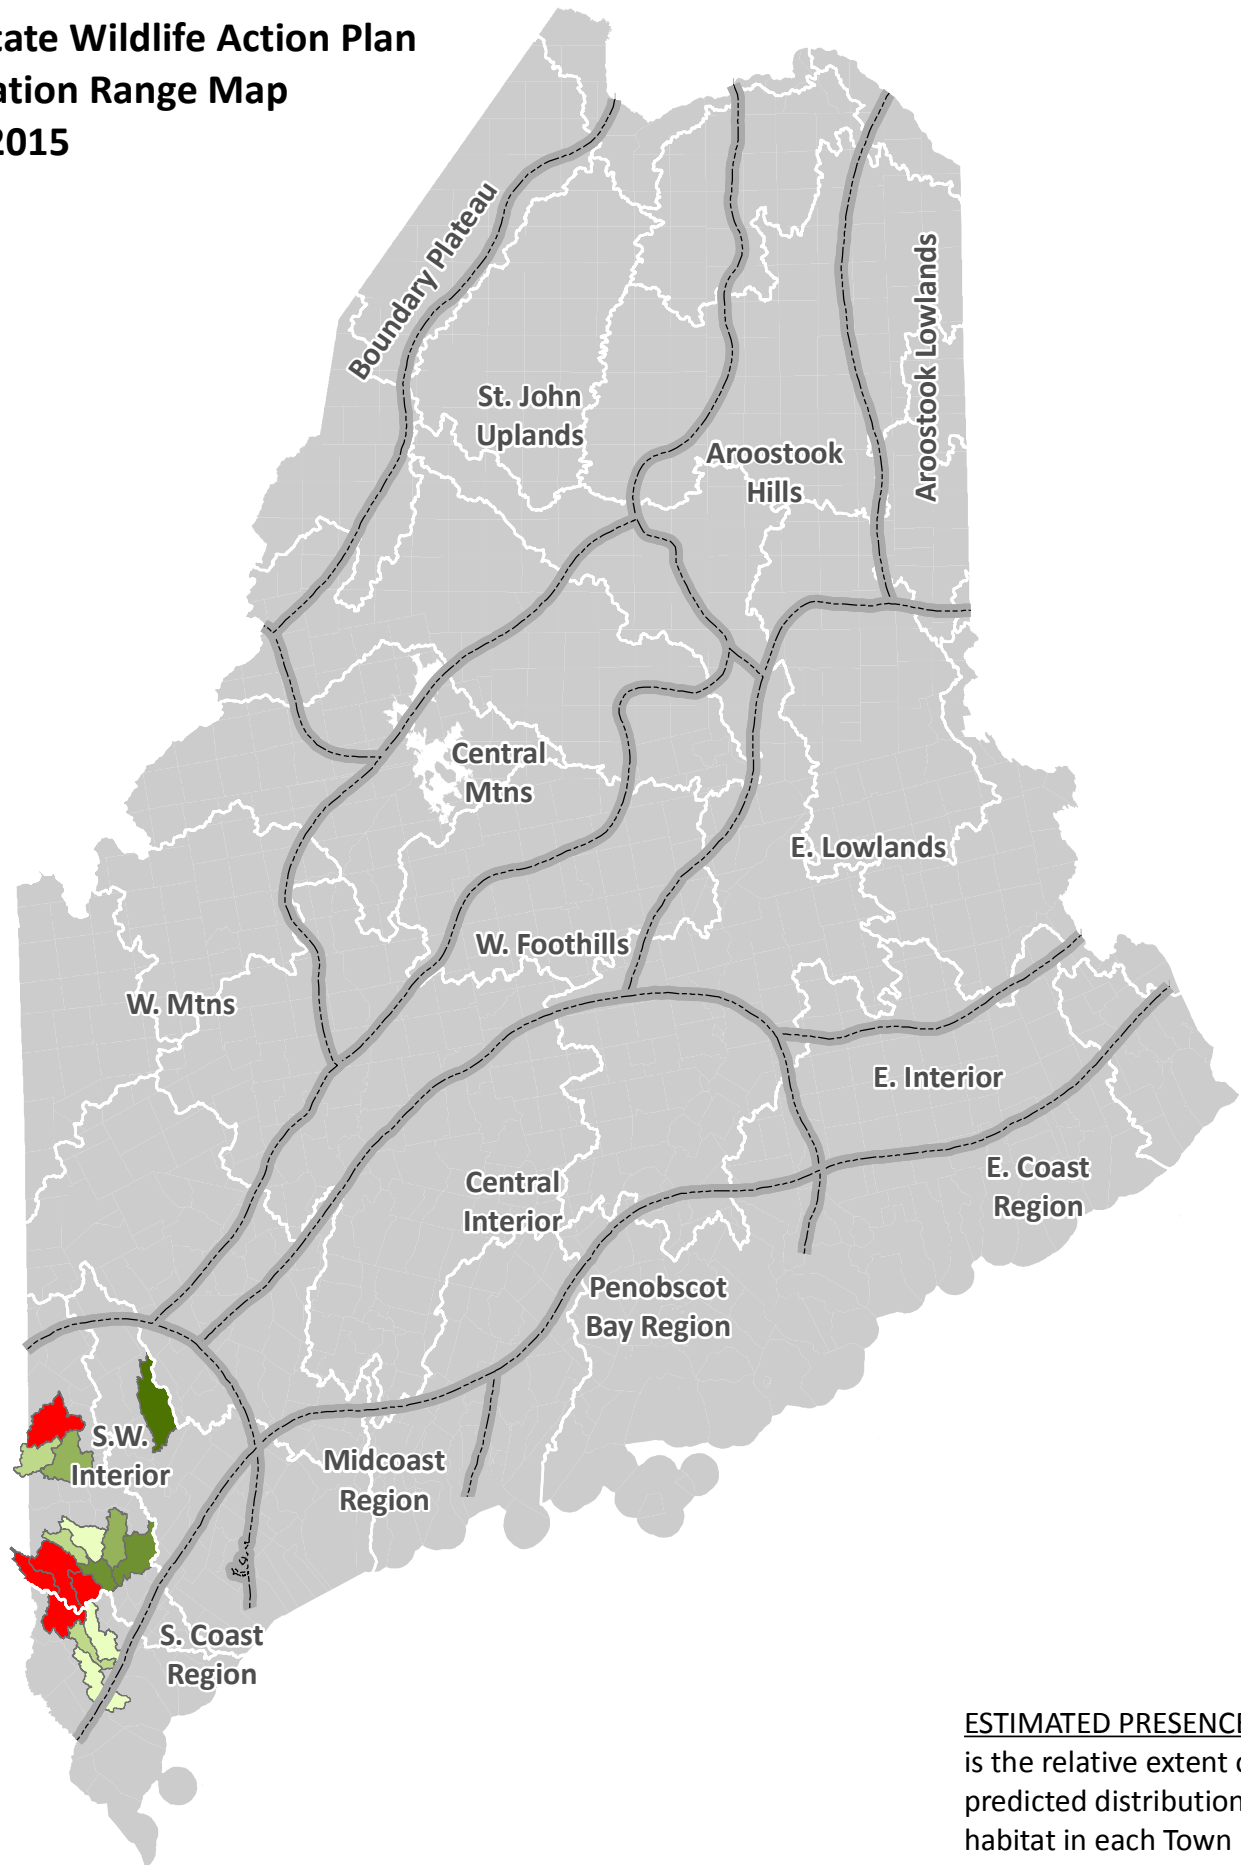 tate Wildlife Action Plan
ation Range Map
2015
Boundary Plateau
St. John
Uplands
Aroostook
Hills
Aroostook Lowlands
Central
Mtns
E. Lowlands
W. Foothills
W. Mtns
E. Interior
Central
Interior
E. Coast
Region
Penobscot
Bay Region
S.W.
Interior
Midcoast
Region
S. Coast
Region
ESTIMATED PRESENCE
is the relative extent o
predicted distribution
habitat in each Town